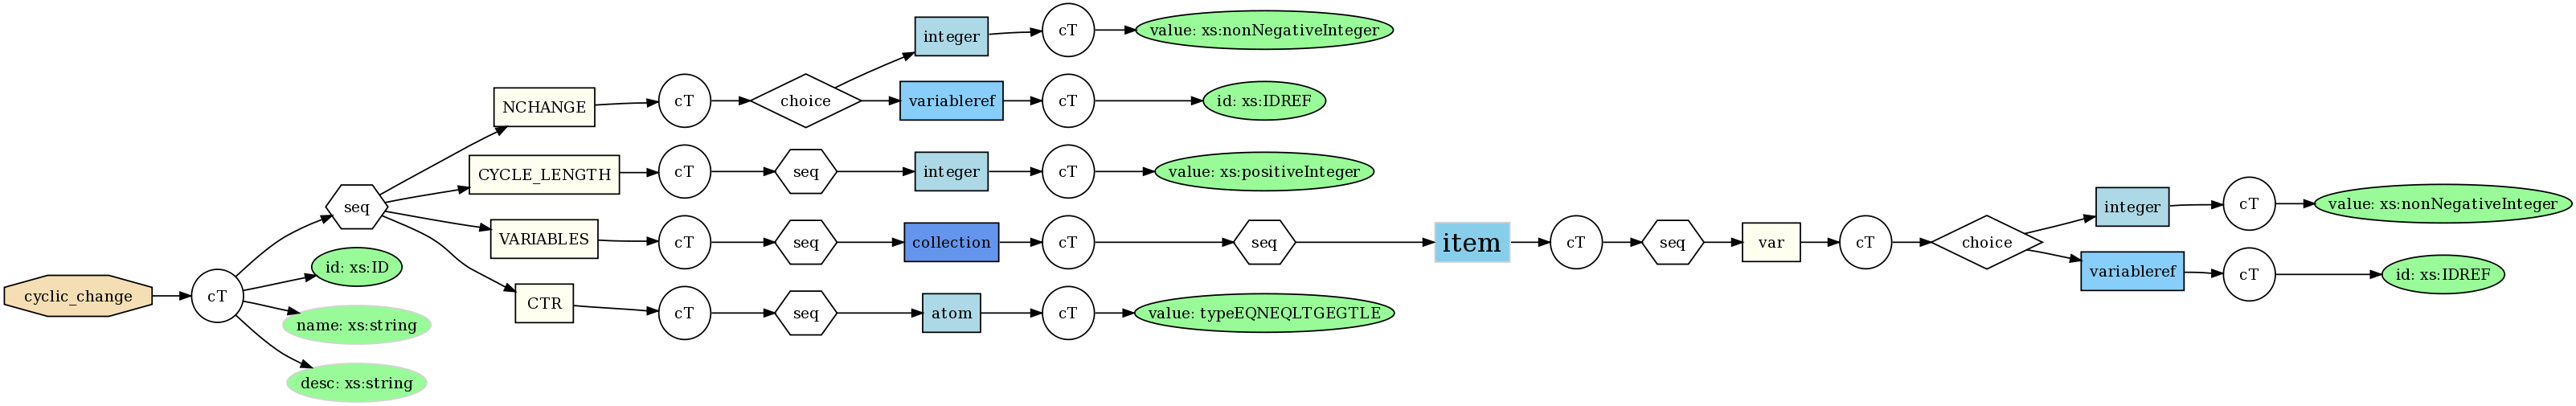 cyclic_change
cT
seq
id: xs:ID
name: xs:string
desc: xs:string
NCHANGE
cT
choice
integer
cT
value: xs:nonNegativeInteger
variableref
cT
id: xs:IDREF
CYCLE_LENGTH
cT
seq
integer
cT
value: xs:positiveInteger
VARIABLES
cT
seq
collection
cT
seq
item
cT
seq
var
cT
choice
integer
cT
value: xs:nonNegativeInteger
variableref
cT
id: xs:IDREF
CTR
cT
seq
atom
cT
value: typeEQNEQLTGEGTLE